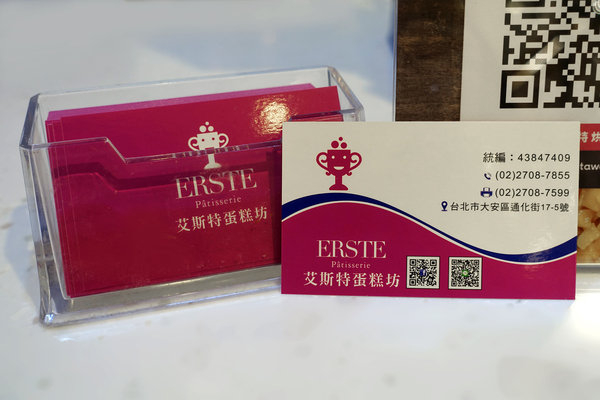 ERSTE
Pâtisserie
艾斯特蛋糕坊
統編：43847409
(02)2708-7855
(02)2708-7599
台北市大安區通化街17-5號
ERSTE
Pâtisserie
艾斯特蛋糕坊